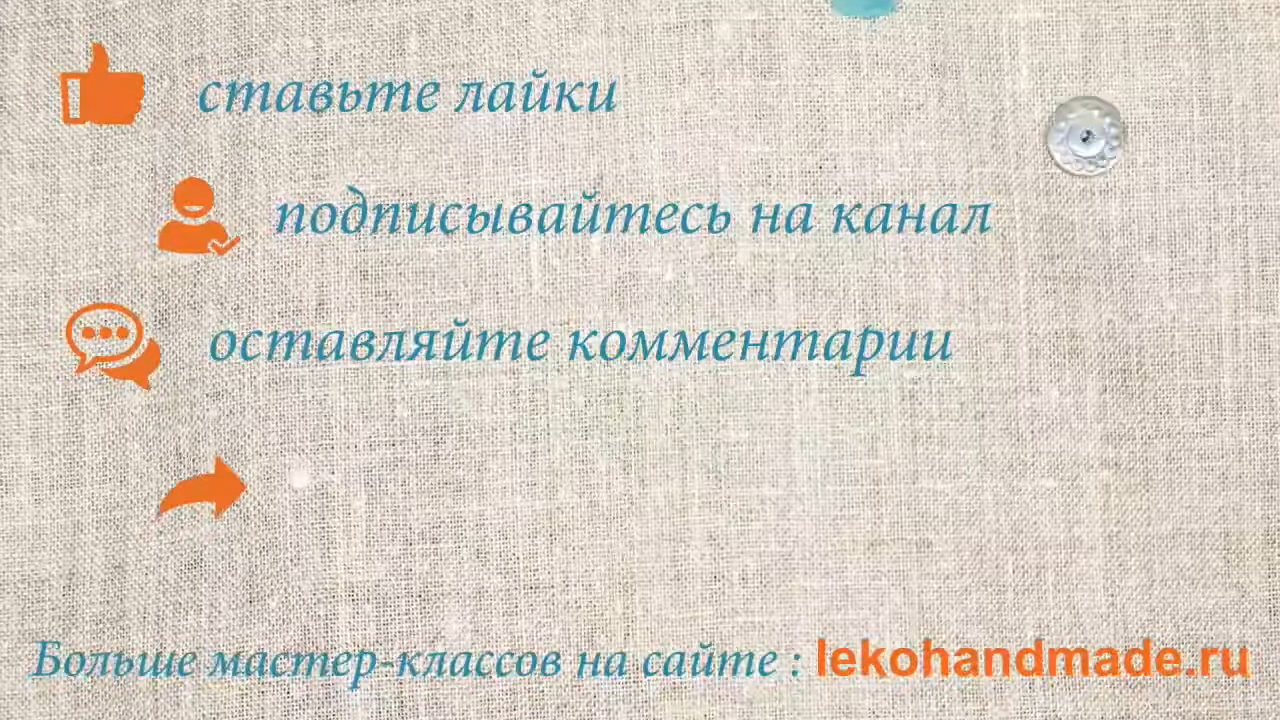 ставьте лайки
подписывайтесь на канал
оставляйте комментарии
Больше мастер-классов на сайте : lekohandmade.ru